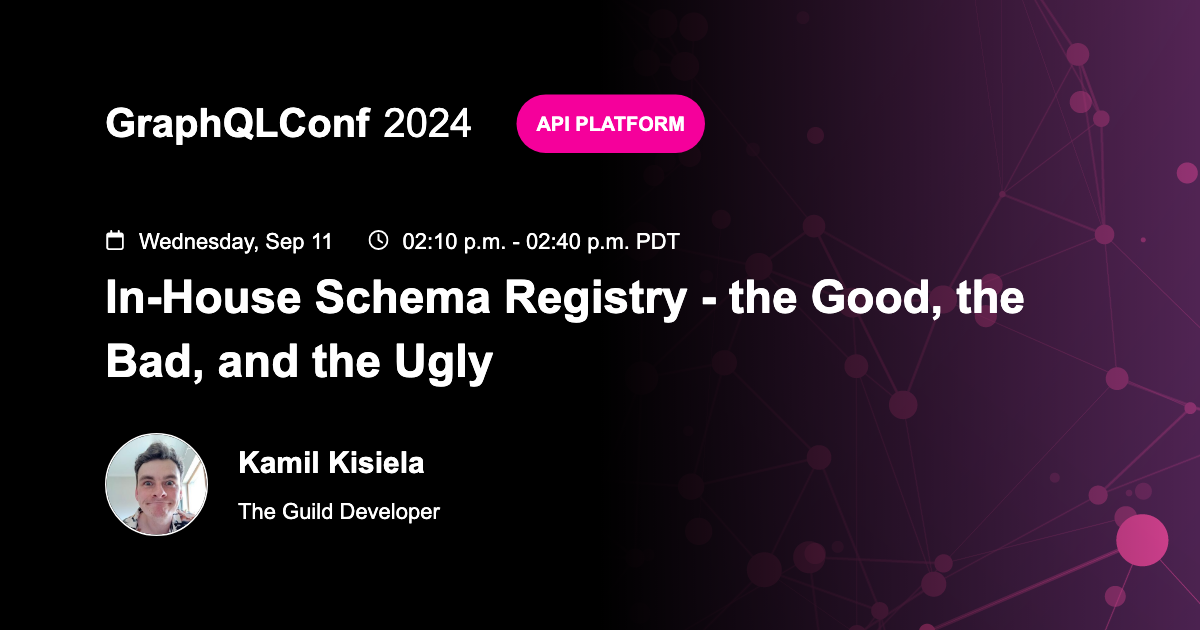 GraphQLConf 2024 API PLATFORM
Wednesday, Sep 11 02:10 p.m. - 02:40 p.m. PDT
In-House Schema Registry - the Good, the
Bad, and the Ugly
Kamil Kisiela
The Guild Developer